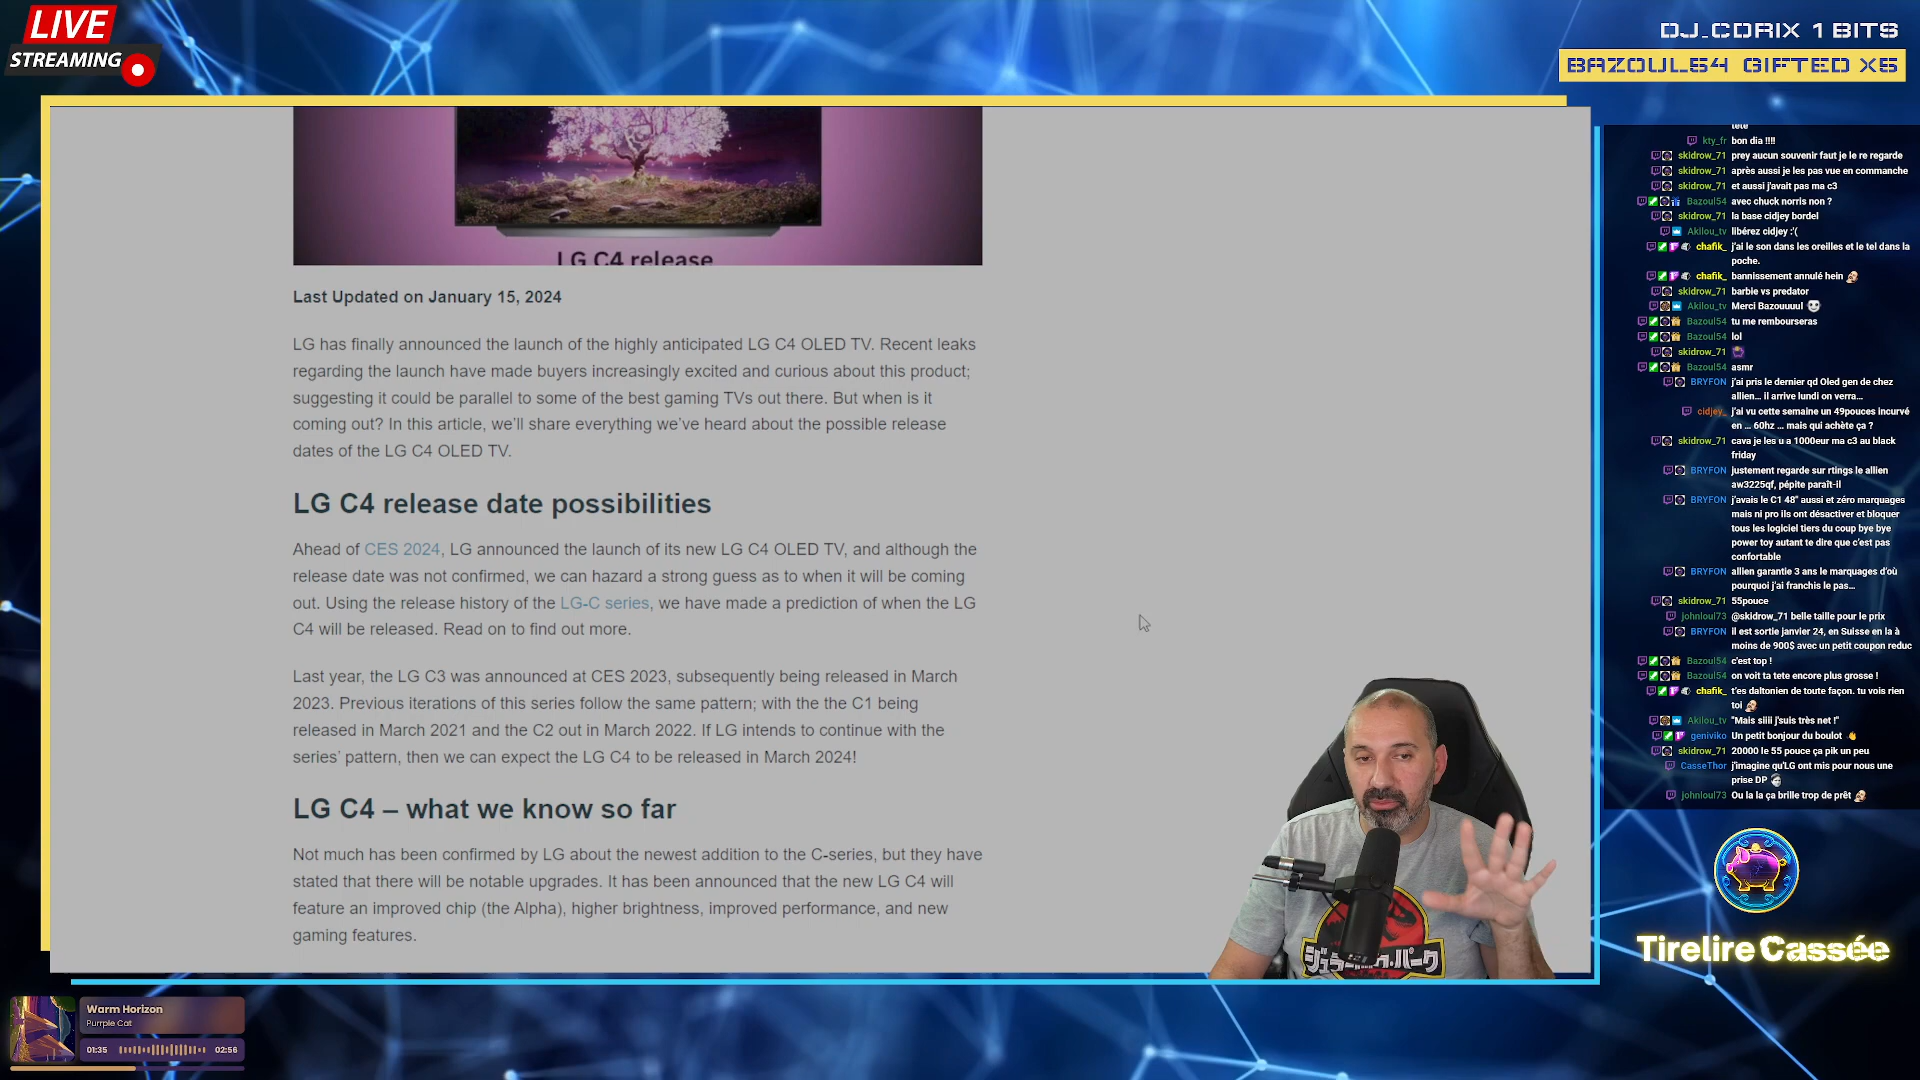 LIVE
STREAMING
DJ_CORIX 1 BITS
BAZOUL54 GIFTED X5
LG C4 release
Last Updated on January 15, 2024
LG has finally announced the launch of the highly anticipated LG C4 OLED TV. Recent leaks
regarding the launch have made buyers increasingly excited and curious about this product;
suggesting it could be parallel to some of the best gaming TVs out there. But when is it
coming out? In this article, we'll share everything we've heard about the possible release
dates of the LG C4 OLED TV.
LG C4 release date possibilities
Ahead of CES 2024, LG announced the launch of its new LG C4 OLED TV, and although the
release date was not confirmed, we can hazard a strong guess as to when it will be coming
out. Using the release history of the LG-C series, we have made a prediction of when the LG
C4 will be released. Read on to find out more.
Last year, the LG C3 was announced at CES 2023, subsequently being released in March
2023. Previous iterations of this series follow the same pattern; with the the C1 being
released in March 2021 and the C2 out in March 2022. If LG intends to continue with the
series' pattern, then we can expect the LG C4 to be released in March 2024!
LG C4 – what we know so far
Not much has been confirmed by LG about the newest addition to the C-series, but they have
stated that there will be notable upgrades. It has been announced that the new LG C4 will
feature an improved chip (the Alpha), higher brightness, improved performance, and new
gaming features.
ジュラシック・パーク
tete
kty_fr bon dia !!!!
skidrow_71 prey aucun souvenir faut je le re regarde
skidrow_71 après aussi je les pas vue en commanche
skidrow_71 et aussi j'avait pas ma c3
Bazoul54 avec chuck norris non ?
skidrow_71 la base cidjey bordel
Akilou_tv libérez cidjey :'(
chafik_ j'ai le son dans les oreilles et le tel dans la
poche.
chafik_ bannissement annulé hein
skidrow_71 barbie vs predator
Akilou_tv Merci Bazouuuul
Bazoul54 tu me rembourseras
Bazoul54 lol
skidrow_71
Bazoul54 asmr
BRYFON j'ai pris le dernier qd Oled gen de chez
allien… il arrive lundi on verra…
cidjey_ j'ai vu cette semaine un 49pouces incurvé
en … 60hz … mais qui achète ça ?
skidrow_71 cava je les u a 1000eur ma c3 au black
friday
BRYFON justement regarde sur rtings le allien
aw3225qf, pépite paraît-il
BRYFON j'avais le C1 48" aussi et zéro marquages
mais ni pro ils ont désactiver et bloquer
tous les logiciel tiers du coup bye bye
power toy autant te dire que c'est pas
confortable
BRYFON allien garantie 3 ans le marquages d'où
pourquoi j'ai franchis le pas…
skidrow_71 55pouce
johnloul73 @skidrow_71 belle taille pour le prix
BRYFON il est sortie janvier 24, en Suisse en la à
moins de 900$ avec un petit coupon reduc
Bazoul54 c'est top !
Bazoul54 on voit ta tete encore plus grosse !
chafik_ t'es daltonien de toute façon. tu vois rien
toi
Akilou_tv "Mais siiii j'suis très net !"
geniviko Un petit bonjour du boulot
skidrow_71 20000 le 55 pouce ça pik un peu
CasseThor j'imagine qu'LG ont mis pour nous une
prise DP
johnloul73 Ou la la ça brille trop de prêt
Tirelire Cassée
Warm Horizon
Purrple Cat
01:35 02:56